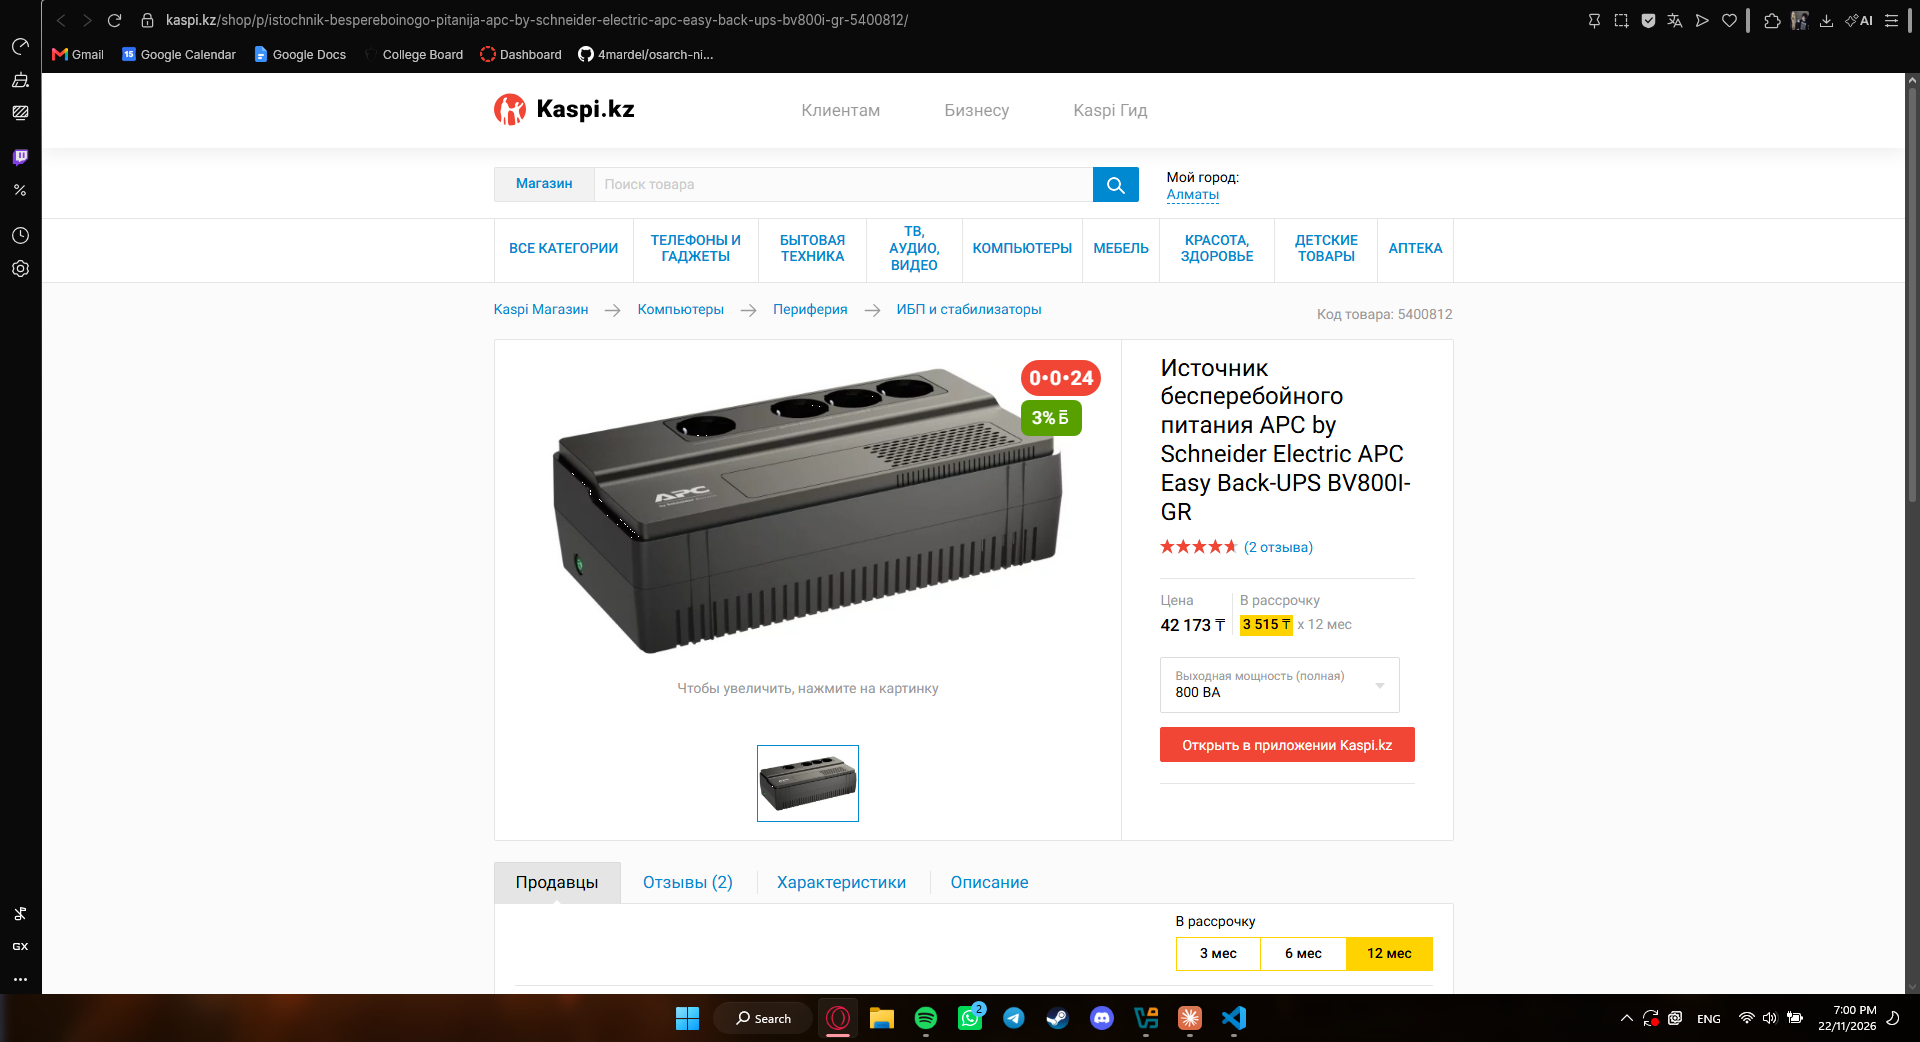 kaspi.kz/shop/p/istochnik-bespereboinogo-pitanija-apc-by-schneider-electric-apc-easy-back-ups-bv800i-gr-5400812/
AI
Gmail
15
Google Calendar
Google Docs
College Board
Dashboard
4mardel/osarch-ni...
Kaspi.kz
Клиентам
Бизнесу
Kaspi Гид
Магазин
Поиск товара
Мой город:
Алматы
ВСЕ КАТЕГОРИИ
ТЕЛЕФОНЫ И
ГАДЖЕТЫ
БЫТОВАЯ
ТЕХНИКА
ТВ,
АУДИО,
ВИДЕО
КОМПЬЮТЕРЫ
МЕБЕЛЬ
КРАСОТА,
ЗДОРОВЬЕ
ДЕТСКИЕ
ТОВАРЫ
АПТЕКА
Kaspi Магазин
Компьютеры
Периферия
ИБП и стабилизаторы
Код товара: 5400812
0•0•24
3% Б
APC
Чтобы увеличить, нажмите на картинку
Источник
бесперебойного
питания APC by
Schneider Electric APC
Easy Back-UPS BV800I-
GR
(2 отзыва)
Цена
42 173 ₸
В рассрочку
3 515 ₸ x 12 мес
Выходная мощность (полная)
800 ВА
Открыть в приложении Kaspi.kz
Продавцы
Отзывы (2)
Характеристики
Описание
В рассрочку
3 мес
6 мес
12 мес
GX
Search
2
ENG
7:00 PM
22/11/2026